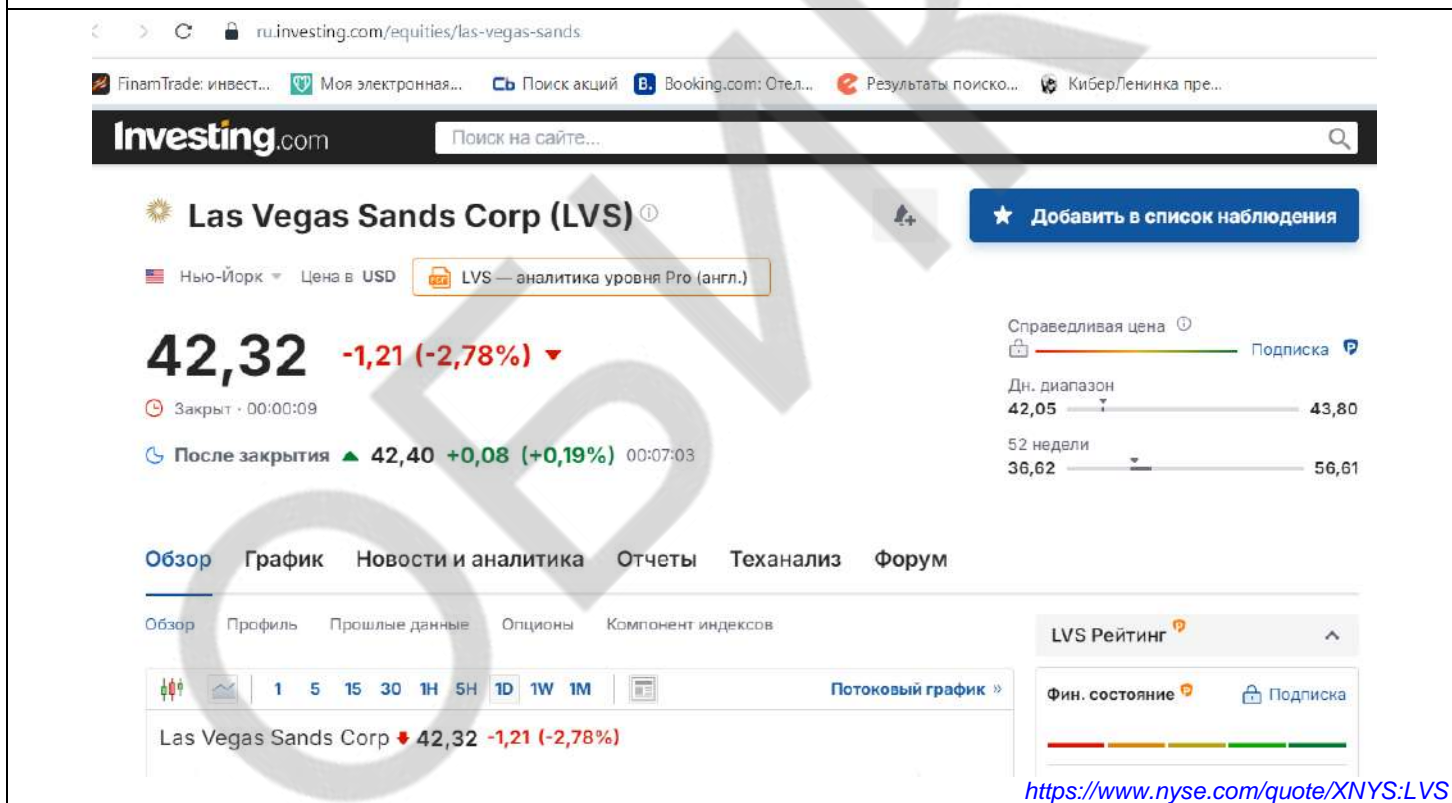 ru.investing.com/equities/las-vegas-sands
FinamTrade: инвест... Моя электронная... Сь Поиск акций B. Booking.com: Отел... Результаты поиско... КиберЛенинка пре...
Investing.com Поиск на сайте...
Las Vegas Sands Corp (LVS) Добавить в список наблюдения
Нью-Йорк Цена в USD LVS — аналитика уровня Pro (англ.)
42,32 -1,21 (-2,78%)
Справедливая цена
Подписка
Закрыт · 00:00:09
Дн. диапазон
42,05 43,80
После закрытия 42,40 +0,08 (+0,19%) 00:07:03
52 недели
36,62 56,61
Обзор График Новости и аналитика Отчеты Теханализ Форум
Обзор Профиль Прошлые данные Опционы Компонент индексов
LVS Рейтинг
1 5 15 30 1H 5H 1D 1W 1M Потоковый график »
Фин. состояние Подписка
Las Vegas Sands Corp 42,32 -1,21 (-2,78%)
https://www.nyse.com/quote/XNYS:LVS
ОБИК